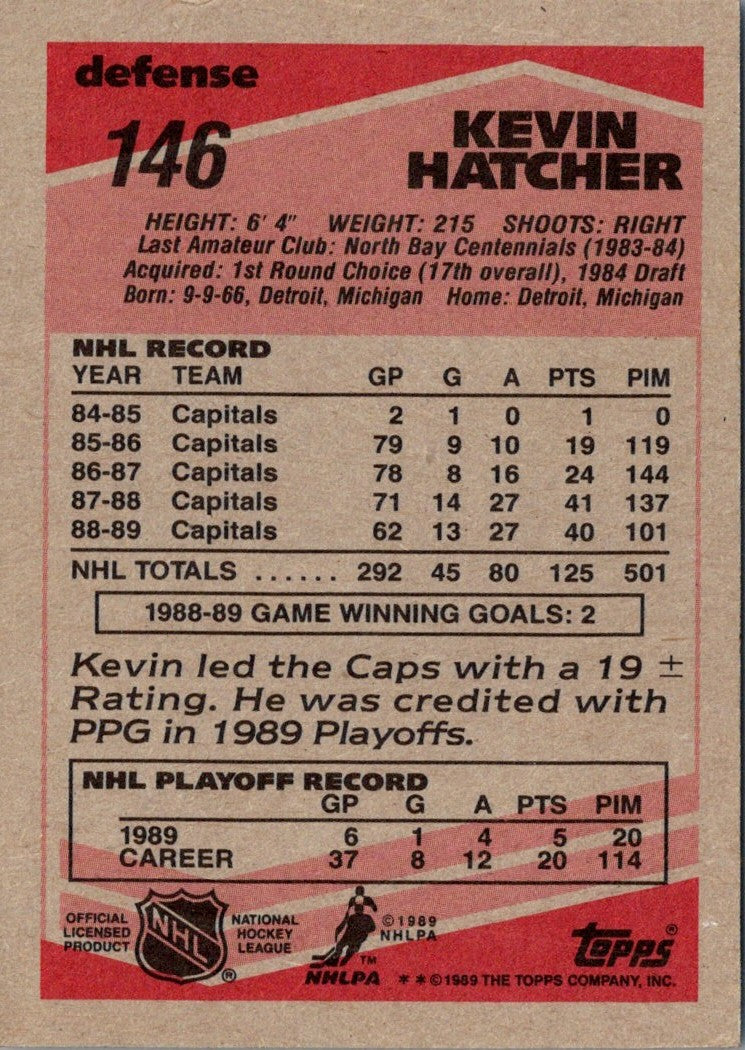 defense
146
KEVIN
HATCHER
HEIGHT: 6' 4" WEIGHT: 215 SHOOTS: RIGHT
Last Amateur Club: North Bay Centennials (1983-84)
Acquired: 1st Round Choice (17th overall), 1984 Draft
Born: 9-9-66, Detroit, Michigan Home: Detroit, Michigan
NHL RECORD
YEAR TEAM GP G A PTS PIM
84-85 Capitals 2 1 0 1 0
85-86 Capitals 79 9 10 19 119
86-87 Capitals 78 8 16 24 144
87-88 Capitals 71 14 27 41 137
88-89 Capitals 62 13 27 40 101
NHL TOTALS ...... 292 45 80 125 501
1988-89 GAME WINNING GOALS: 2
Kevin led the Caps with a 19 ±
Rating. He was credited with
PPG in 1989 Playoffs.
NHL PLAYOFF RECORD
GP G A PTS PIM
1989 6 1 4 5 20
CAREER 37 8 12 20 114
OFFICIAL
LICENSED
PRODUCT
NHL
®
NATIONAL
HOCKEY
LEAGUE
TM
NHLPA
©1989
NHLPA
topps®
* * ©1989 THE TOPPS COMPANY, INC.